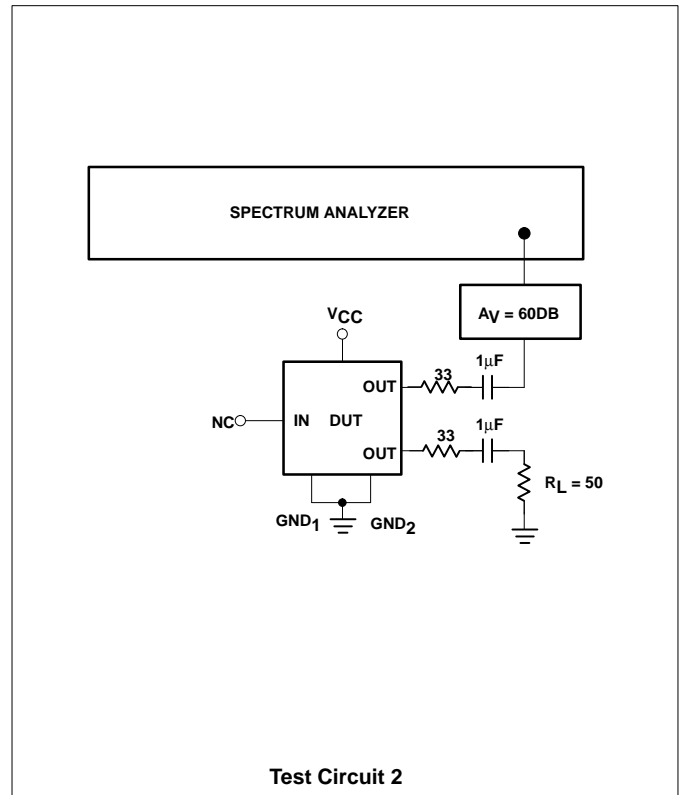 SPECTRUM ANALYZER
AV = 60DB
VCC
OUT
33
1μF
NC
IN DUT
OUT
33
1μF
RL = 50
GND1
GND2
Test Circuit 2